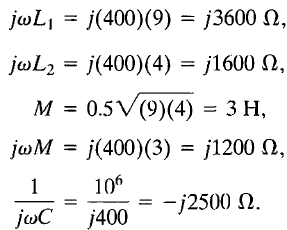 jωL₁ = j(400)(9) = j3600 Ω,
jωL₂ = j(400)(4) = j1600 Ω,
M = 0.5√(9)(4) = 3 H,
jωM = j(400)(3) = j1200 Ω,
1/jωC = 10⁶/j400 = −j2500 Ω.